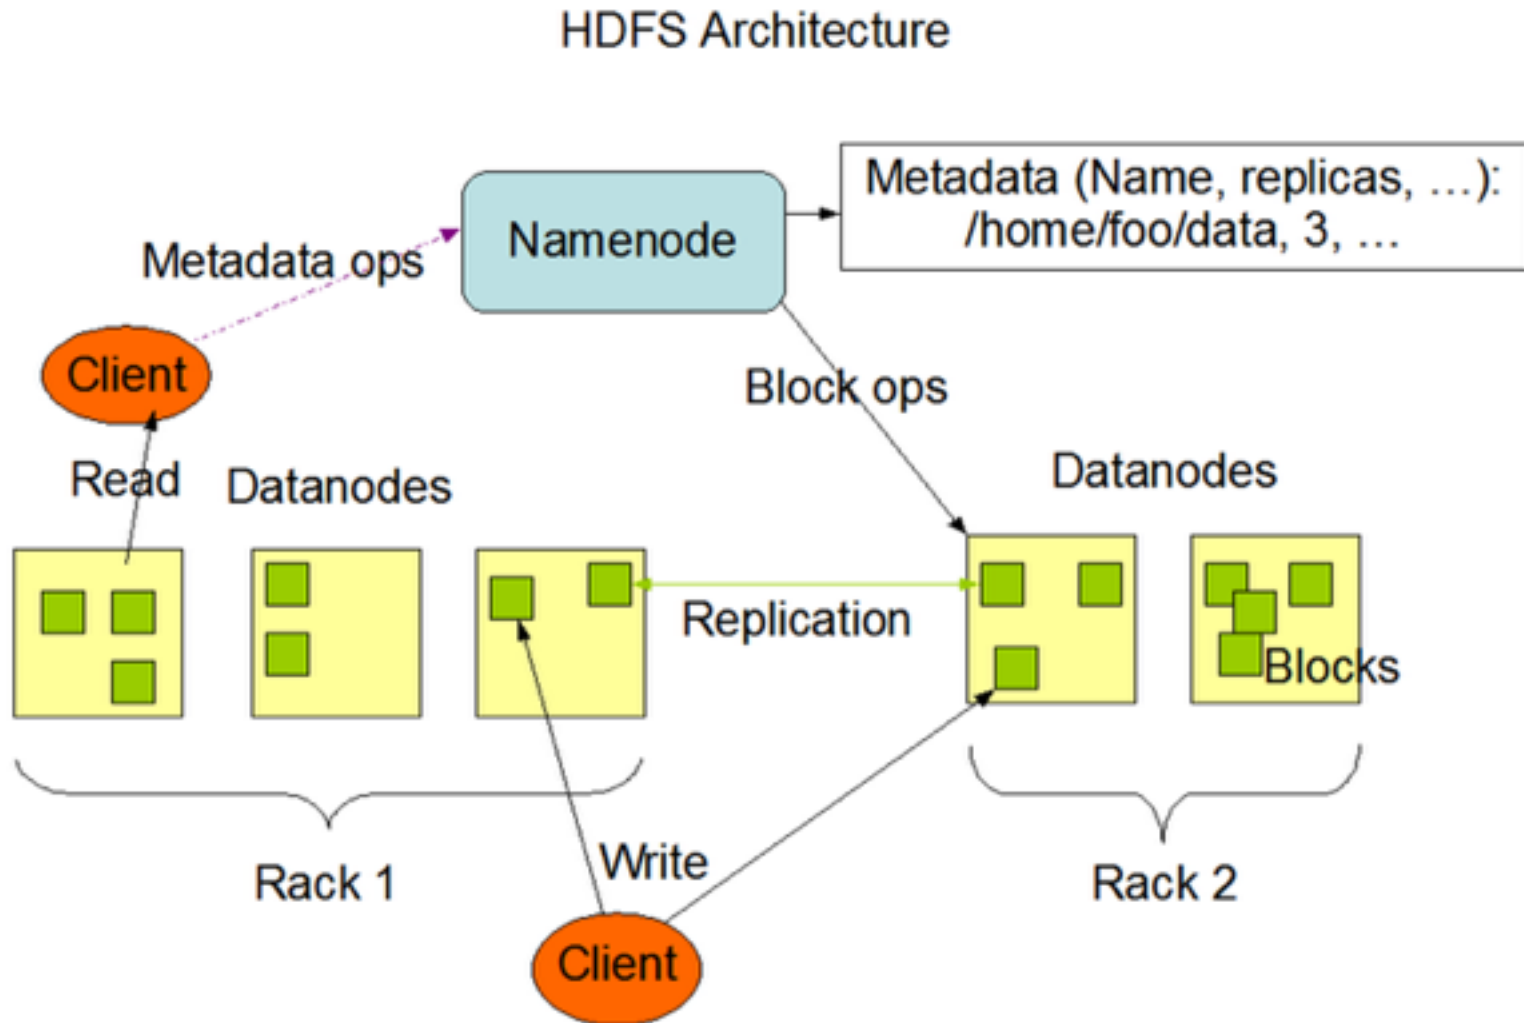 HDFS Architecture
Metadata (Name, replicas, …):
/home/foo/data, 3, …
Namenode
Metadata ops
Client
Block ops
Read
Datanodes
Datanodes
Replication
Blocks
Rack 1
Write
Rack 2
Client